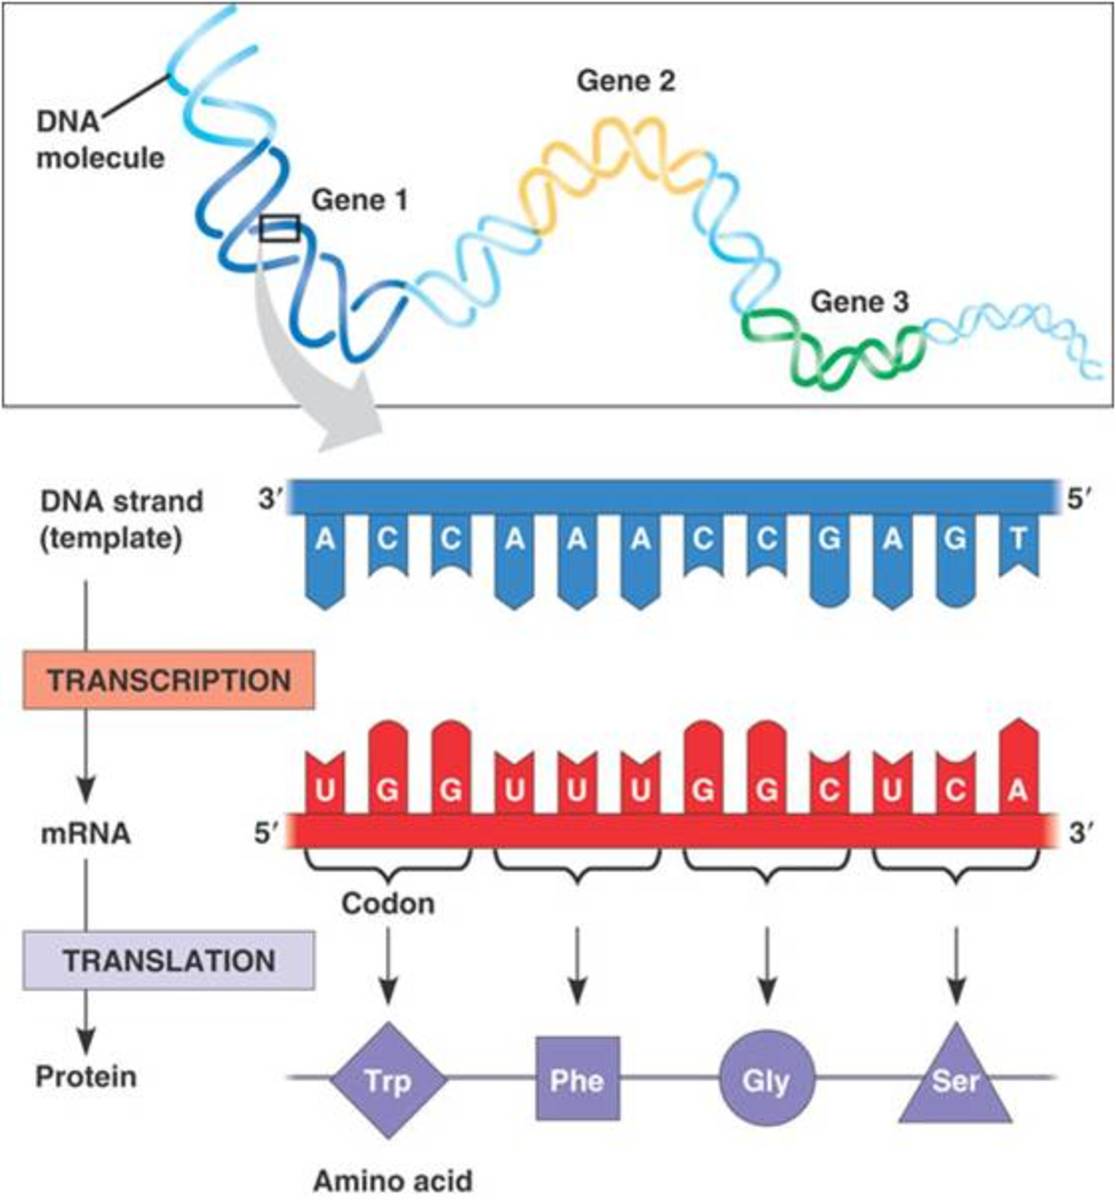 Gene 2
DNA
molecule
Gene 1
Gene 3
DNA strand
(template)
3′ 5′
A C C A A A C C G A G T
TRANSCRIPTION
U G G U U U G G C U C A
mRNA
5′ 3′
Codon
TRANSLATION
Protein
Trp Phe Gly Ser
Amino acid